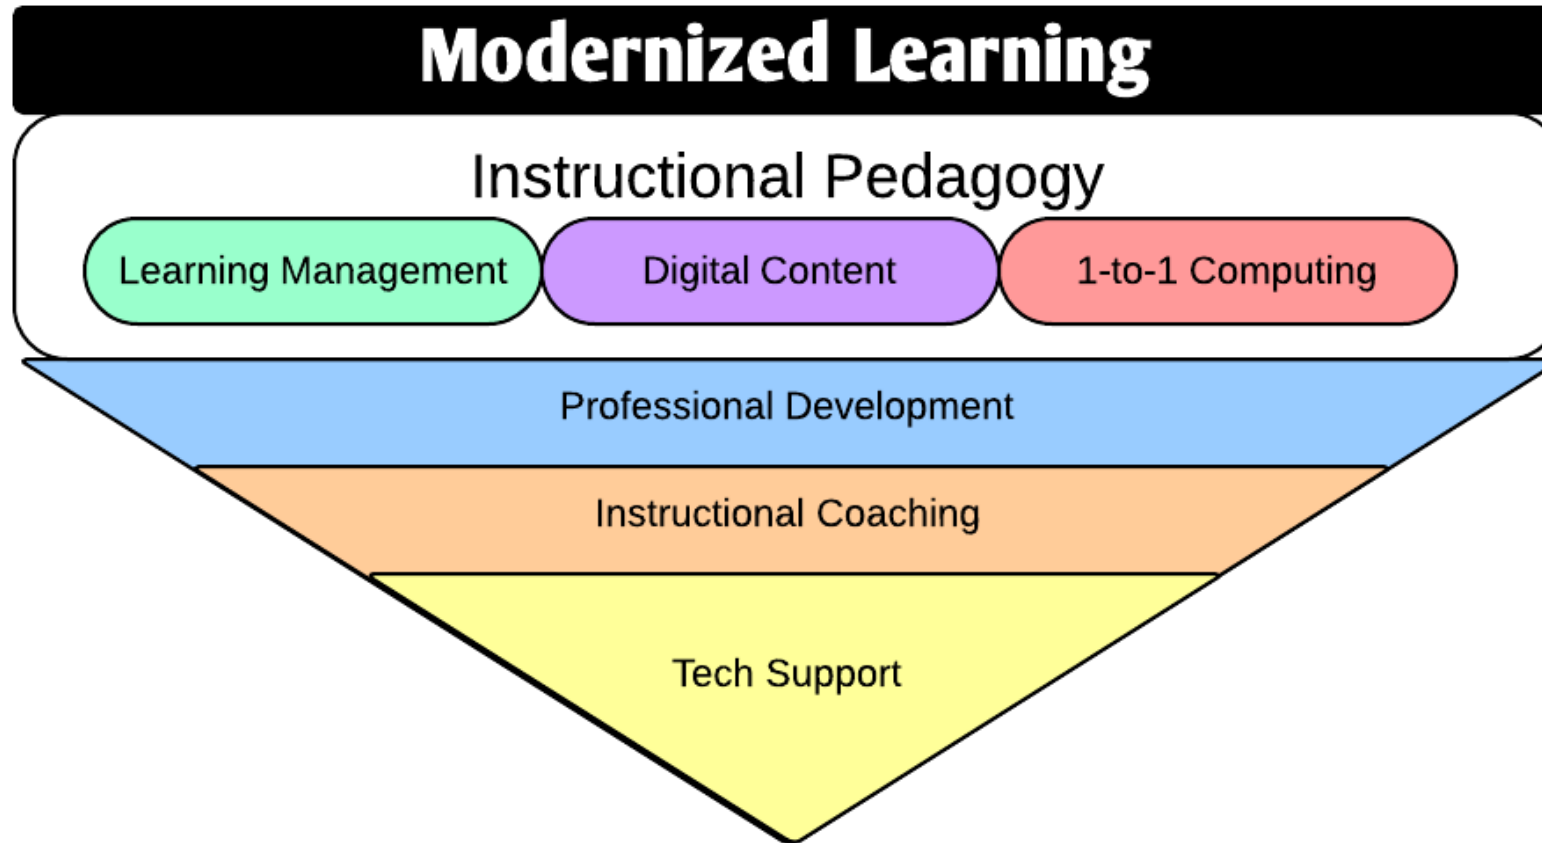 Modernized Learning
Instructional Pedagogy
Learning Management
Digital Content
1-to-1 Computing
Professional Development
Instructional Coaching
Tech Support